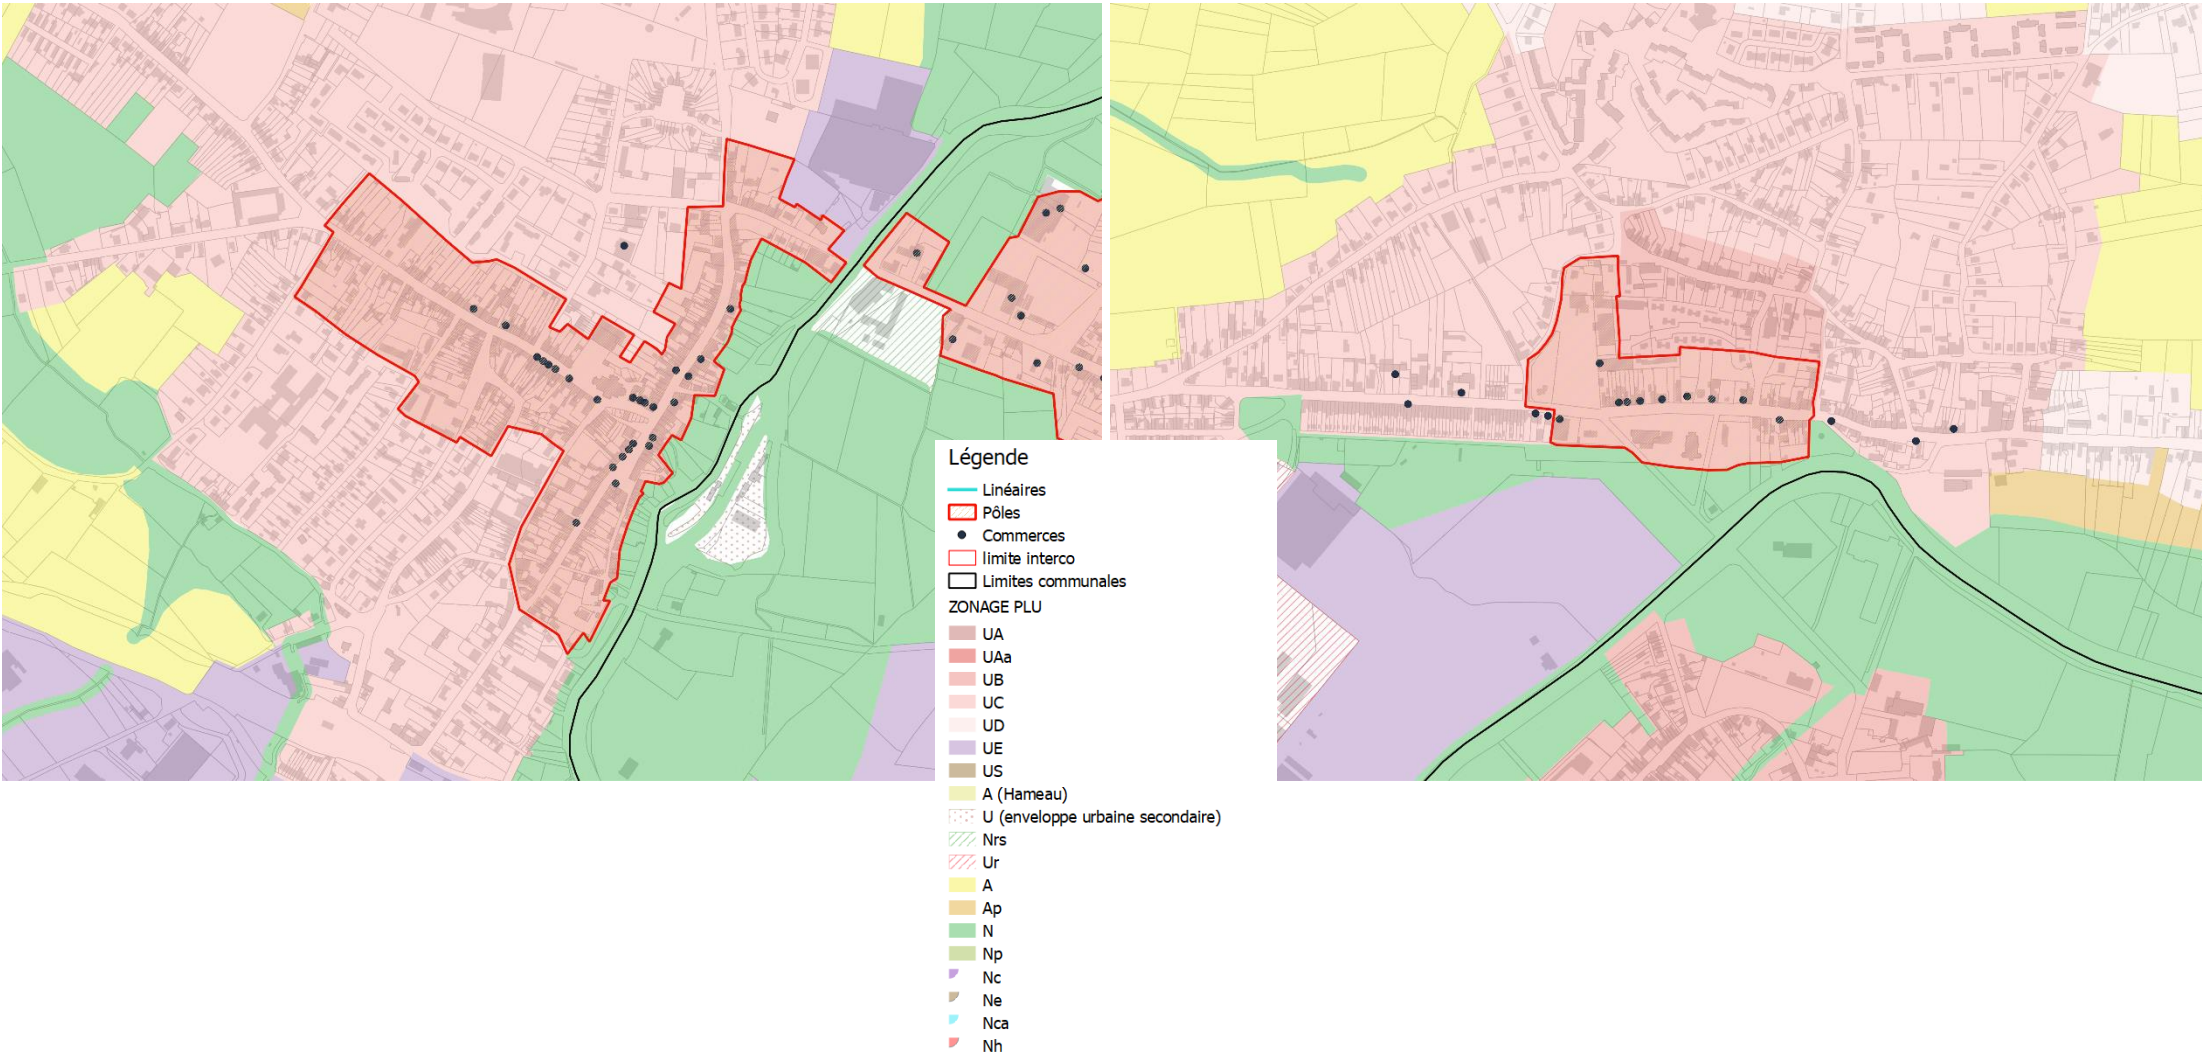 Légende
Linéaires
Pôles
Commerces
limite interco
Limites communales
ZONAGE PLU
UA
UAa
UB
UC
UD
UE
US
A (Hameau)
U (enveloppe urbaine secondaire)
Nrs
Ur
A
Ap
N
Np
Nc
Ne
Nca
Nh